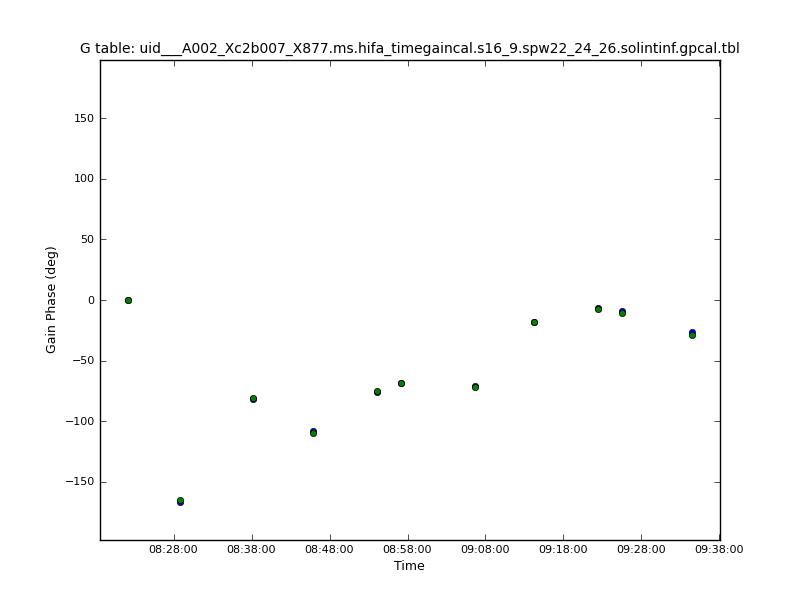 G table: uid___A002_Xc2b007_X877.ms.hifa_timegaincal.s16_9.spw22_24_26.solintinf.gpcal.tbl
150
100
50
0
−50
−100
−150
Gain Phase (deg)
08:28:00 08:38:00 08:48:00 08:58:00 09:08:00 09:18:00 09:28:00 09:38:00
Time